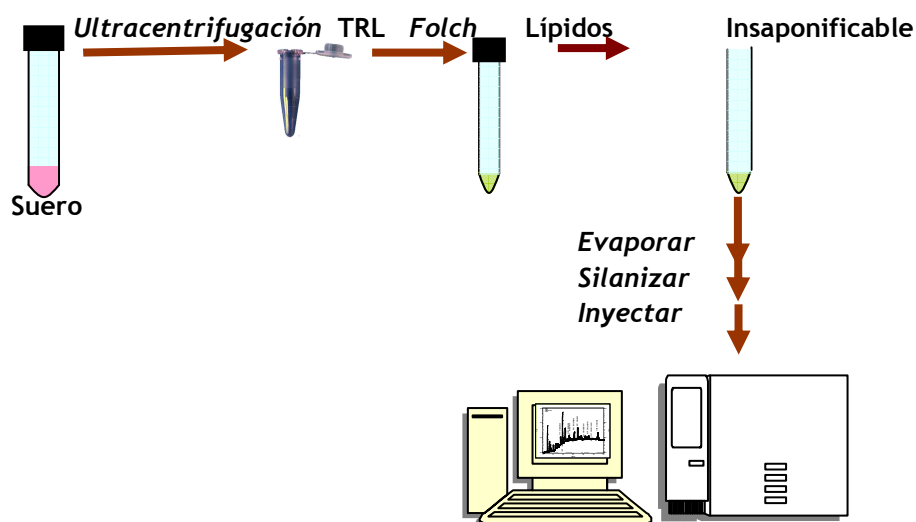 Ultracentrifugación TRL Folch Lípidos Insaponificable
Suero
Evaporar
Silanizar
Inyectar